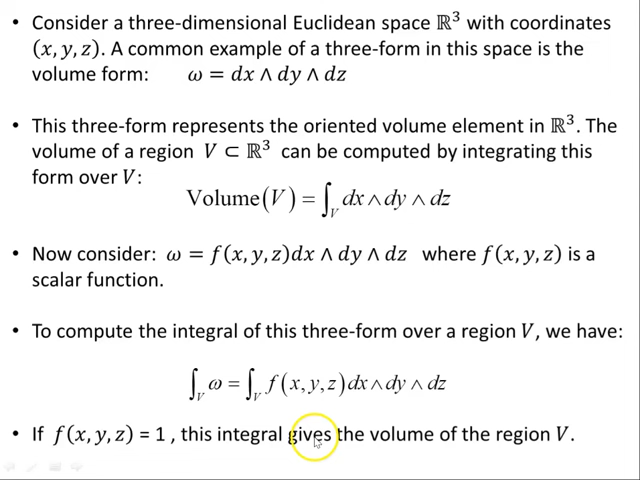 • Consider a three-dimensional Euclidean space ℝ³ with coordinates
(x, y, z). A common example of a three-form in this space is the
volume form: ω = dx ∧ dy ∧ dz
• This three-form represents the oriented volume element in ℝ³. The
volume of a region V ⊂ ℝ³ can be computed by integrating this
form over V:
Volume(V) = ∫_V dx ∧ dy ∧ dz
• Now consider: ω = f(x, y, z)dx ∧ dy ∧ dz where f(x, y, z) is a
scalar function.
• To compute the integral of this three-form over a region V, we have:
∫_V ω = ∫_V f(x, y, z)dx ∧ dy ∧ dz
• If f(x, y, z) = 1 , this integral gives the volume of the region V.